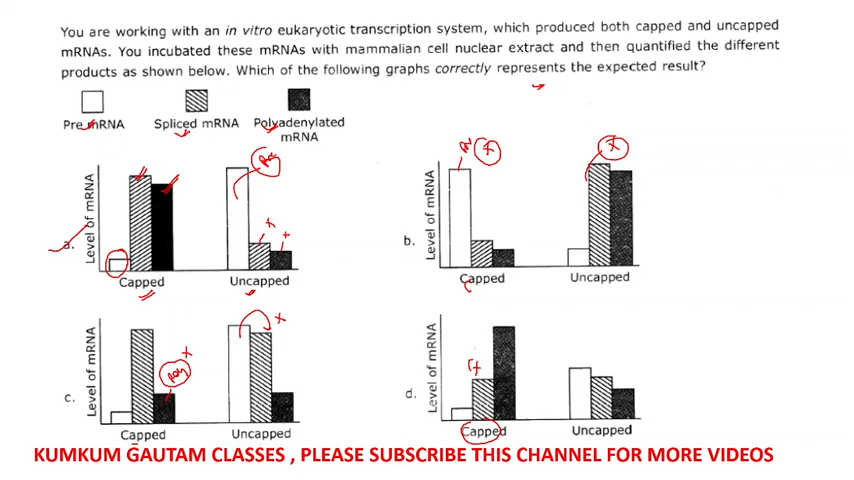 You are working with an in vitro eukaryotic transcription system, which produced both capped and uncapped
mRNAs. You incubated these mRNAs with mammalian cell nuclear extract and then quantified the different
products as shown below. Which of the following graphs correctly represents the expected result?
Pre mRNA
Spliced mRNA
Polyadenylated
mRNA
a.
Level of mRNA
Capped
Uncapped
b.
Level of mRNA
Capped
Uncapped
c.
Level of mRNA
Capped
Uncapped
d.
Level of mRNA
Capped
Uncapped
KUMKUM GAUTAM CLASSES , PLEASE SUBSCRIBE THIS CHANNEL FOR MORE VIDEOS